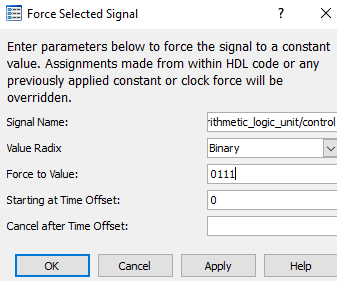 Force Selected Signal
Enter parameters below to force the signal to a constant
value. Assignments made from within HDL code or any
previously applied constant or clock force will be
overridden.
Signal Name: rithmetic_logic_unit/control
Value Radix Binary
Force to Value: 0111
Starting at Time Offset: 0
Cancel after Time Offset:
OK Cancel Apply Help